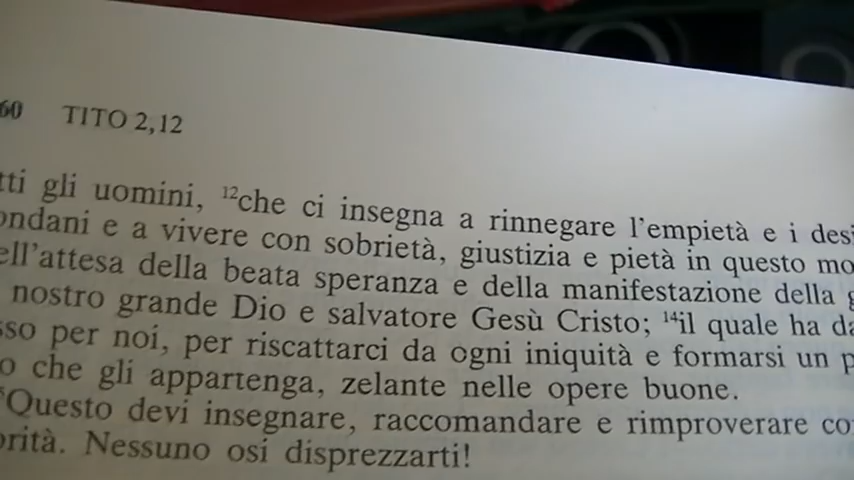 60 TITO 2,12
tti gli uomini, ¹²che ci insegna a rinnegare l'empietà e i desi
ondani e a vivere con sobrietà, giustizia e pietà in questo mo
ell'attesa della beata speranza e della manifestazione della g
nostro grande Dio e salvatore Gesù Cristo; ¹⁴il quale ha da
sso per noi, per riscattarci da ogni iniquità e formarsi un p
o che gli appartenga, zelante nelle opere buone.
Questo devi insegnare, raccomandare e rimproverare co
orità. Nessuno osi disprezzarti!